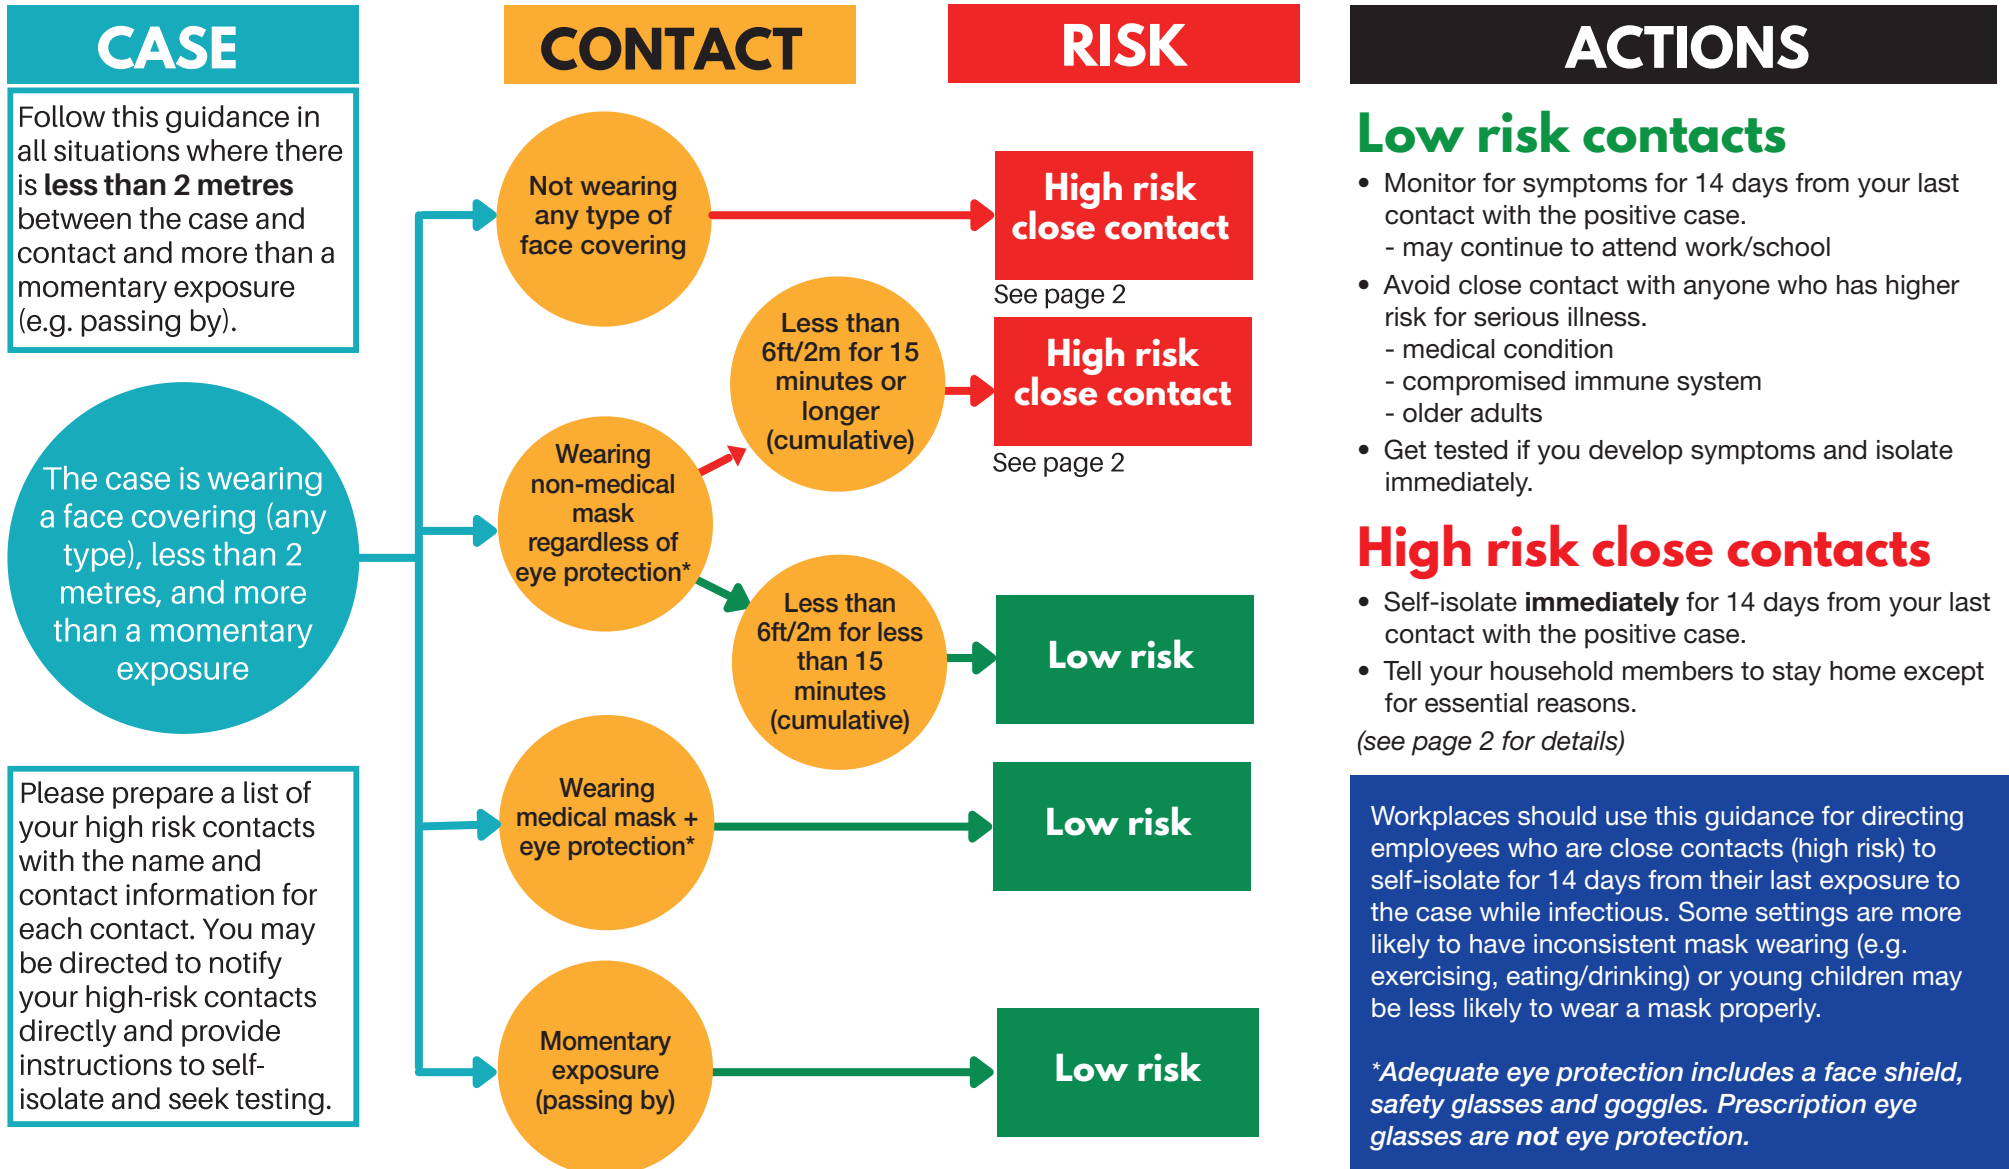 CASE
Follow this guidance in
all situations where there
is less than 2 metres
between the case and
contact and more than a
momentary exposure
(e.g. passing by).
The case is wearing
a face covering (any
type), less than 2
metres, and more
than a momentary
exposure
Please prepare a list of
your high risk contacts
with the name and
contact information for
each contact. You may
be directed to notify
your high-risk contacts
directly and provide
instructions to self-
isolate and seek testing.
CONTACT
Not wearing
any type of
face covering
Less than
6ft/2m for 15
minutes or
longer
(cumulative)
Wearing
non-medical
mask
regardless of
eye protection*
Less than
6ft/2m for less
than 15
minutes
(cumulative)
Wearing
medical mask +
eye protection*
Momentary
exposure
(passing by)
RISK
High risk
close contact
See page 2
High risk
close contact
See page 2
Low risk
Low risk
Low risk
ACTIONS
Low risk contacts
• Monitor for symptoms for 14 days from your last
contact with the positive case.
- may continue to attend work/school
• Avoid close contact with anyone who has higher
risk for serious illness.
- medical condition
- compromised immune system
- older adults
• Get tested if you develop symptoms and isolate
immediately.
High risk close contacts
• Self-isolate immediately for 14 days from your last
contact with the positive case.
• Tell your household members to stay home except
for essential reasons.
(see page 2 for details)
Workplaces should use this guidance for directing
employees who are close contacts (high risk) to
self-isolate for 14 days from their last exposure to
the case while infectious. Some settings are more
likely to have inconsistent mask wearing (e.g.
exercising, eating/drinking) or young children may
be less likely to wear a mask properly.
*Adequate eye protection includes a face shield,
safety glasses and goggles. Prescription eye
glasses are not eye protection.